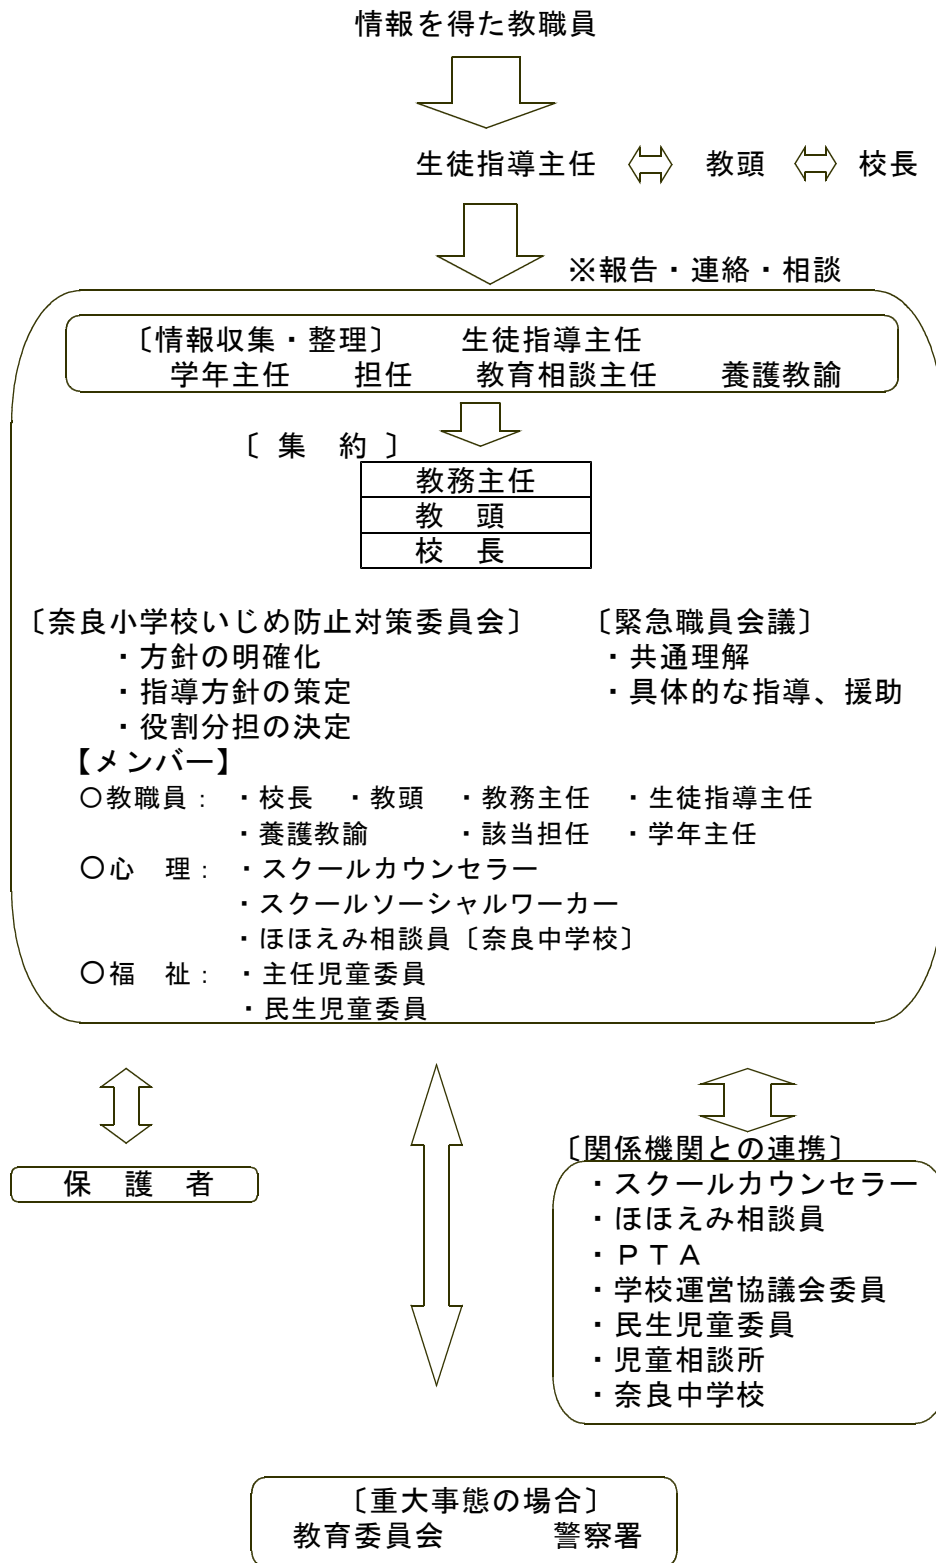 情報を得た教職員
生徒指導主任 教頭 校長
※報告・連絡・相談
〔情報収集・整理〕 生徒指導主任
学年主任 担任 教育相談主任 養護教諭
〔 集 約 〕
教務主任
教 頭
校 長
〔奈良小学校いじめ防止対策委員会〕 〔緊急職員会議〕
・方針の明確化 ・共通理解
・指導方針の策定 ・具体的な指導、援助
・役割分担の決定
【メンバー】
○教職員： ・校長 ・教頭 ・教務主任 ・生徒指導主任
・養護教諭 ・該当担任 ・学年主任
○心 理： ・スクールカウンセラー
・スクールソーシャルワーカー
・ほほえみ相談員〔奈良中学校〕
○福 祉： ・主任児童委員
・民生児童委員
〔関係機関との連携〕
保 護 者
・スクールカウンセラー
・ほほえみ相談員
・ＰＴＡ
・学校運営協議会委員
・民生児童委員
・児童相談所
・奈良中学校
〔重大事態の場合〕
教育委員会 警察署